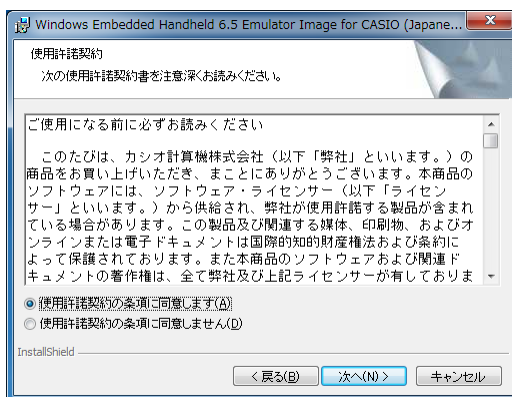 Windows Embedded Handheld 6.5 Emulator Image for CASIO (Japane...
使用許諾契約
次の使用許諾契約書を注意深くお読みください。
ご使用になる前に必ずお読みください
このたびは、カシオ計算機株式会社（以下「弊社」といいます。）の
商品をお買い上げいただき、まことにありがとうございます。本商品の
ソフトウェアには、ソフトウェア・ライセンサー（以下「ライセン
サー」といいます。）から供給され、弊社が使用許諾する製品が含まれ
ている場合があります。この製品及び関連する媒体、印刷物、およびオ
ンラインまたは電子ドキュメントは国際的知的財産権法および条約に
よって保護されております。また本商品のソフトウェアおよび関連ド
キュメントの著作権は、全て弊社及び上記ライセンサーが有しておりま
使用許諾契約の条項に同意します(A)
使用許諾契約の条項に同意しません(D)
InstallShield
< 戻る(B)
次へ(N) >
キャンセル